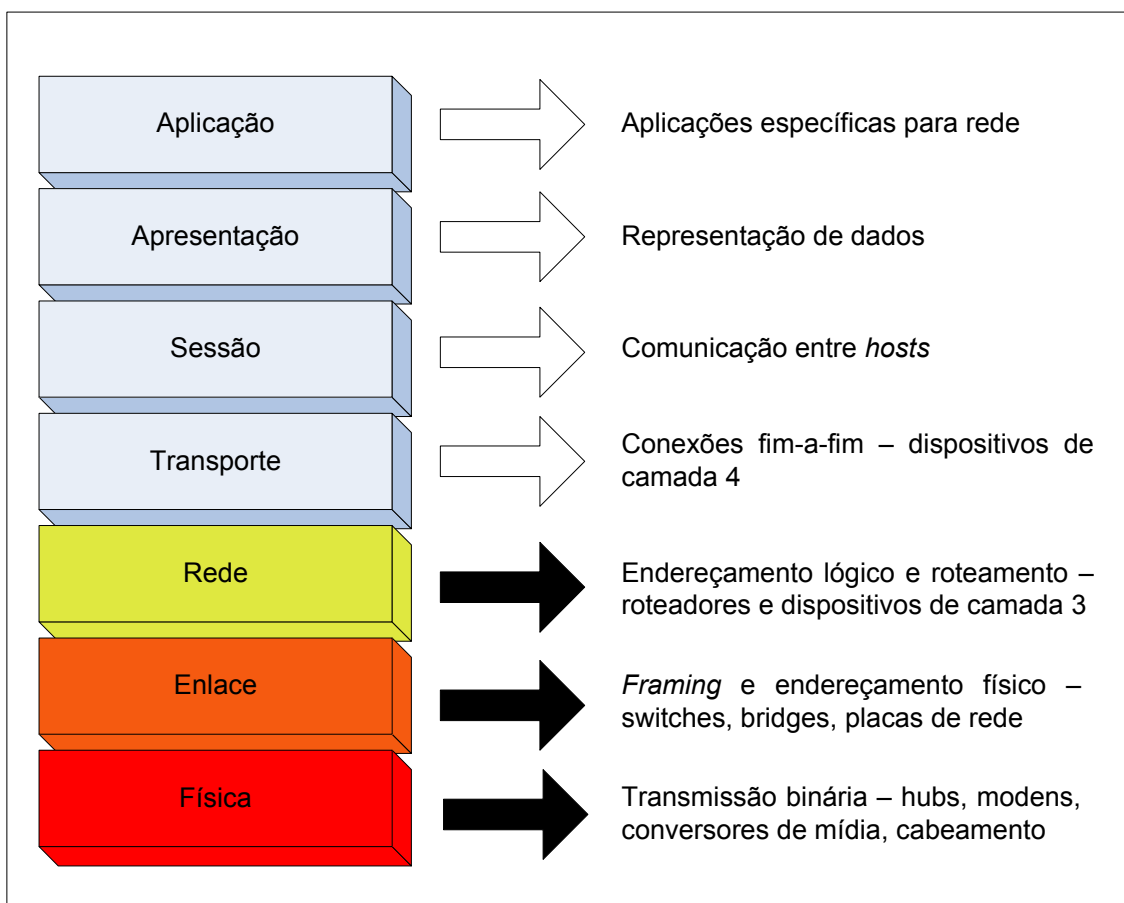 Aplicação
Aplicações específicas para rede
Apresentação
Representação de dados
Sessão
Comunicação entre hosts
Transporte
Conexões fim-a-fim – dispositivos de
camada 4
Rede
Endereçamento lógico e roteamento –
roteadores e dispositivos de camada 3
Enlace
Framing e endereçamento físico –
switches, bridges, placas de rede
Física
Transmissão binária – hubs, modens,
conversores de mídia, cabeamento